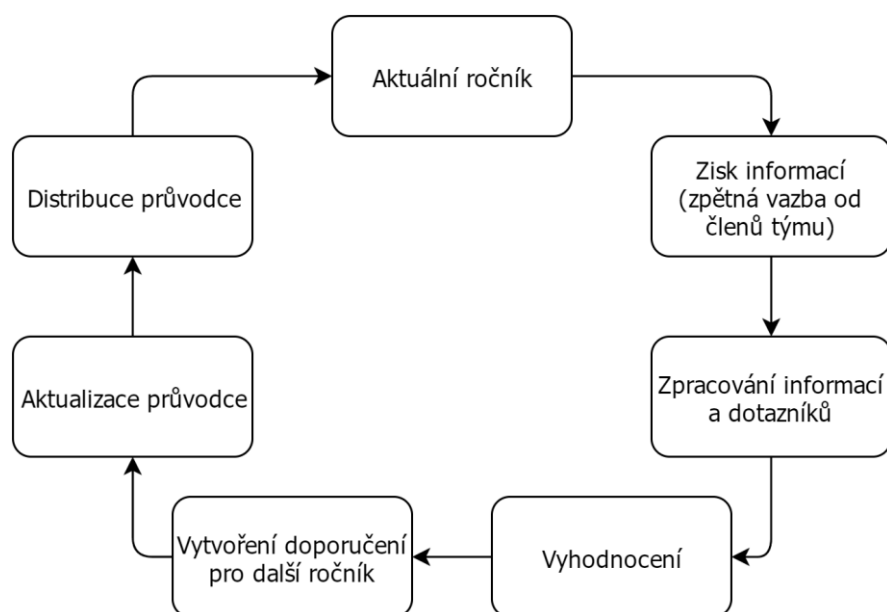 Aktuální ročník
Zisk informací
(zpětná vazba od
členů týmu)
Zpracování informací
a dotazníků
Vyhodnocení
Vytvoření doporučení
pro další ročník
Aktualizace průvodce
Distribuce průvodce